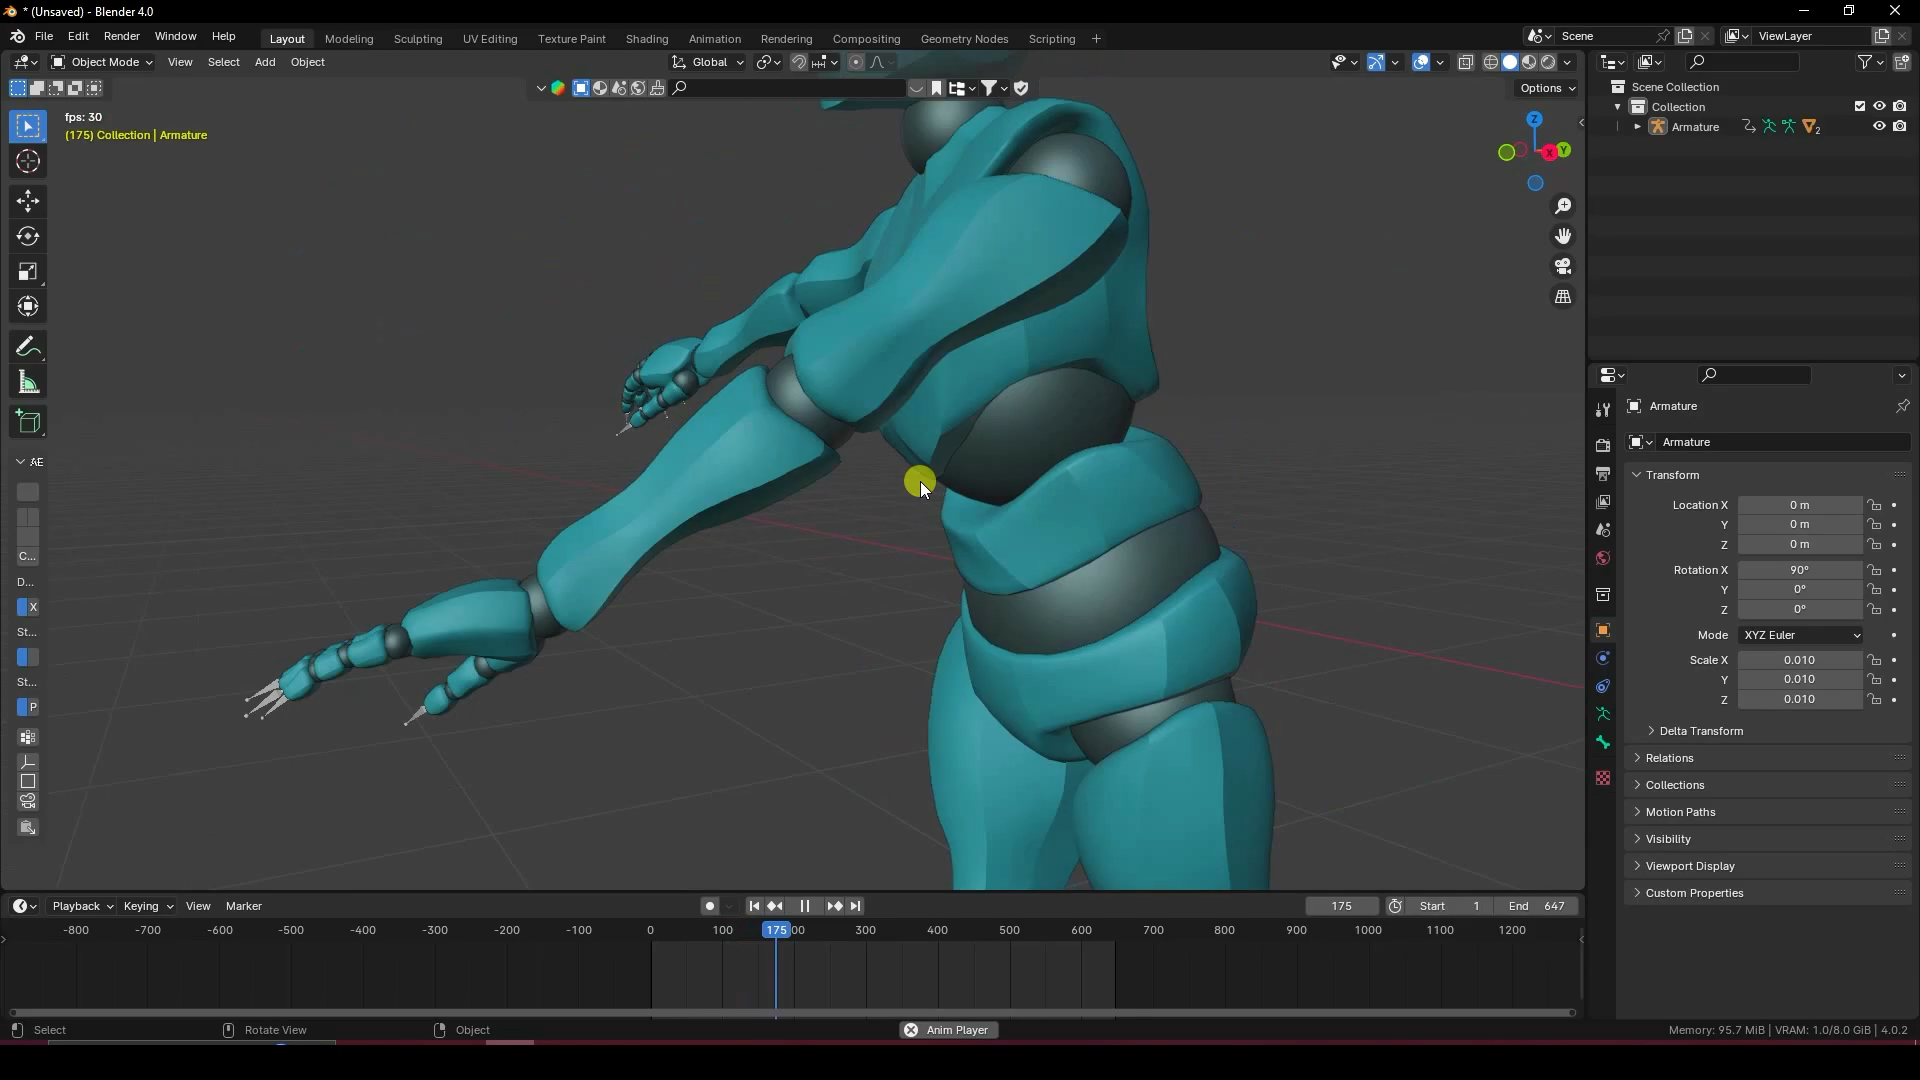 * (Unsaved) - Blender 4.0
File Edit Render Window Help
Layout Modeling Sculpting UV Editing Texture Paint Shading Animation Rendering Compositing Geometry Nodes Scripting +
Scene
ViewLayer
Object Mode View Select Add Object
Global
Options
fps: 30
(175) Collection | Armature
Z
X
Y
Scene Collection
Collection
Armature 2
AE
C...
D...
X
St...
St...
P
Armature
Armature
Transform
Location X 0 m
Y 0 m
Z 0 m
Rotation X 90°
Y 0°
Z 0°
Mode XYZ Euler
Scale X 0.010
Y 0.010
Z 0.010
Delta Transform
Relations
Collections
Motion Paths
Visibility
Viewport Display
Custom Properties
Playback Keying View Marker
175 Start 1 End 647
-800 -700 -600 -500 -400 -300 -200 -100 0 100 175 00 300 400 500 600 700 800 900 1000 1100 1200
Select Rotate View Object Anim Player Memory: 95.7 MiB | VRAM: 1.0/8.0 GiB | 4.0.2